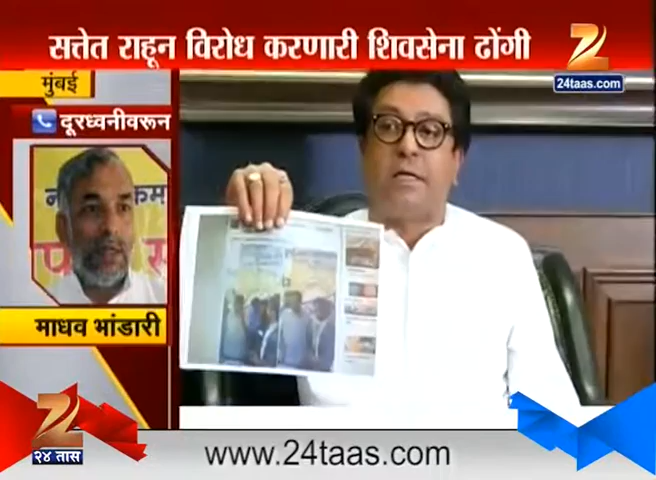 सत्तेत राहून विरोध करणारी शिवसेना ढोंगी
24taas.com
मुंबई
दूरध्वनीवरून
माधव भांडारी
२४ तास
www.24taas.com